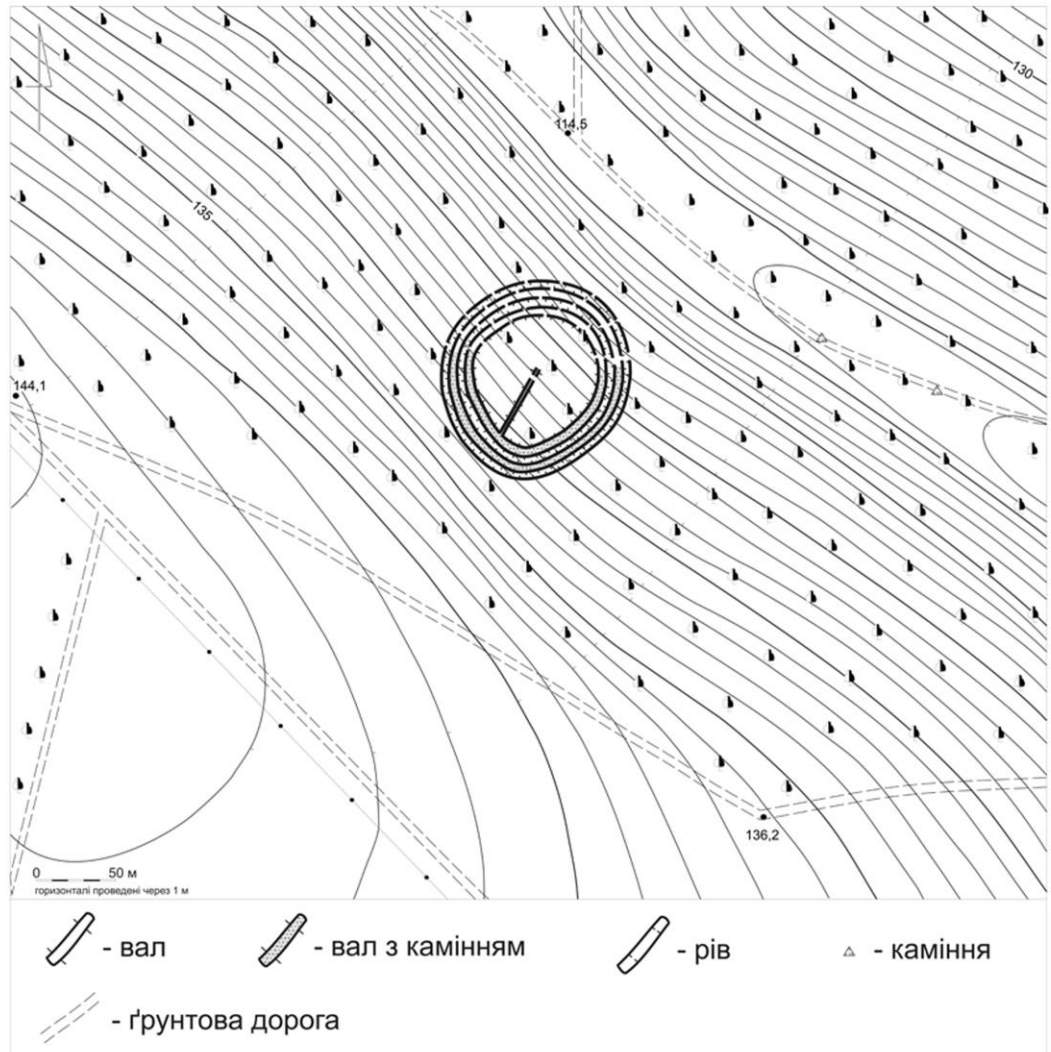 130
114,5
135
144,1
136,2
0 50 м
горизонталі проведені через 1 м
- вал
- вал з камінням
- рів
- каміння
- ґрунтова дорога